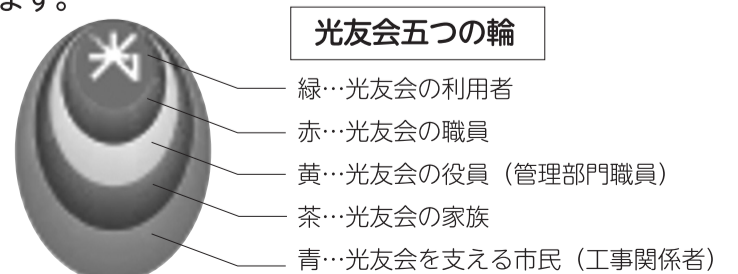 ます。
光
光友会五つの輪
緑…光友会の利用者
赤…光友会の職員
黄…光友会の役員（管理部門職員）
茶…光友会の家族
青…光友会を支える市民（工事関係者）